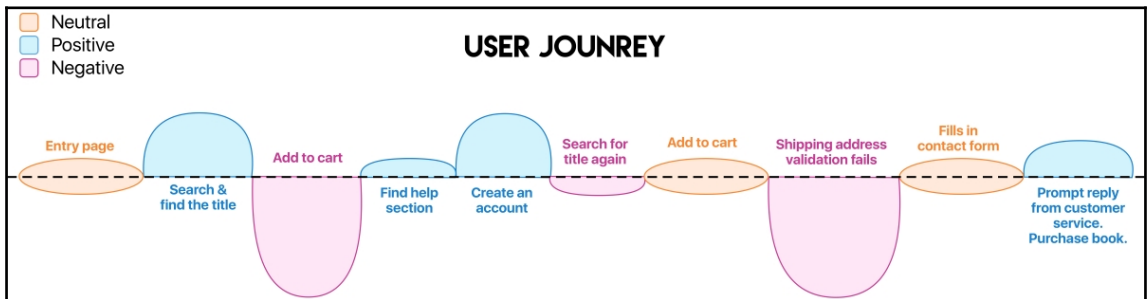 Neutral
Positive
Negative
USER JOUNREY
Entry page
Search &
find the title
Add to cart
Find help
section
Create an
account
Search for
title again
Add to cart
Shipping address
validation fails
Fills in
contact form
Prompt reply
from customer
service.
Purchase book.